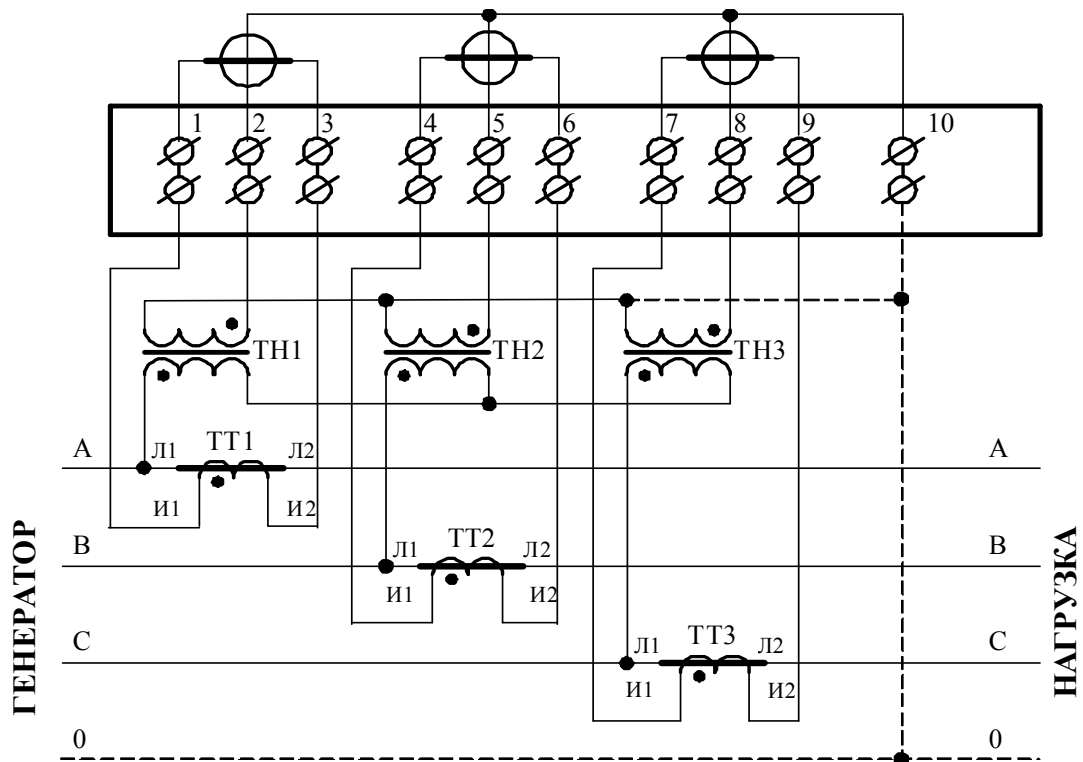 1 2 3 4 5 6 7 8 9 10
ТН1 ТН2 ТН3
А Л1 ТТ1 Л2 А
И1 И2
В Л1 ТТ2 Л2 В
И1 И2
С Л1 ТТ3 Л2 С
И1 И2
0 0
ГЕНЕРАТОР
НАГРУЗКА